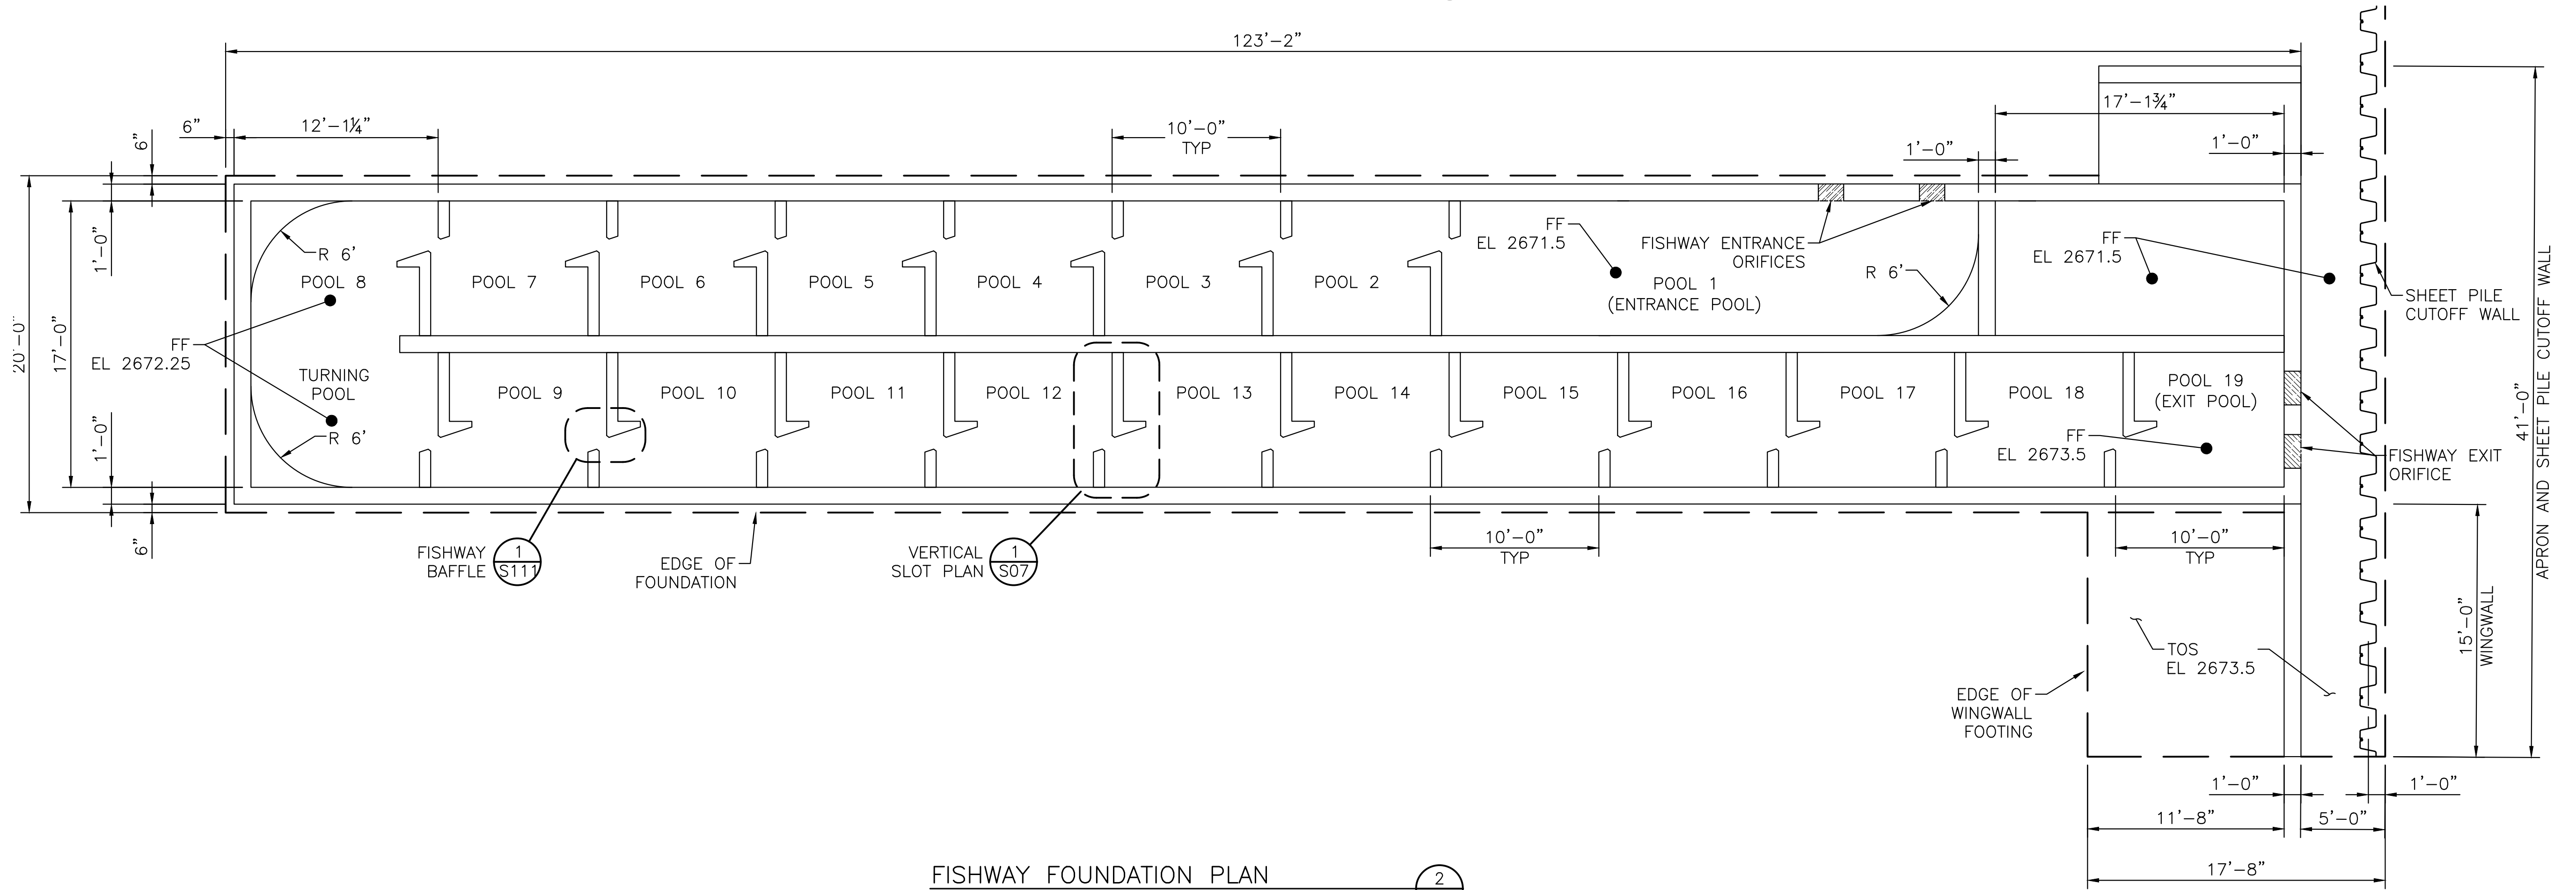 123'-2"
17'-1¾"
6"
6"
12'-1¼"
10'-0"
TYP
1'-0"
1'-0"
1'-0"
R 6'
POOL 8
POOL 7
POOL 6
POOL 5
POOL 4
POOL 3
POOL 2
FF
EL 2671.5
POOL 1
(ENTRANCE POOL)
FISHWAY ENTRANCE
ORIFICES
R 6'
FF
EL 2671.5
SHEET PILE
CUTOFF WALL
20'-0"
17'-0"
FF
EL 2672.25
TURNING
POOL
R 6'
POOL 9
POOL 10
POOL 11
POOL 12
POOL 13
POOL 14
POOL 15
POOL 16
POOL 17
POOL 18
POOL 19
(EXIT POOL)
FF
EL 2673.5
FISHWAY EXIT
ORIFICE
41'-0"
APRON AND SHEET PILE CUTOFF WALL
1'-0"
6"
FISHWAY
BAFFLE
1
S111
EDGE OF
FOUNDATION
VERTICAL
SLOT PLAN
1
S07
10'-0"
TYP
10'-0"
TYP
15'-0"
WINGWALL
TOS
EL 2673.5
EDGE OF
WINGWALL
FOOTING
1'-0"
1'-0"
11'-8"
5'-0"
17'-8"
FISHWAY FOUNDATION PLAN
2